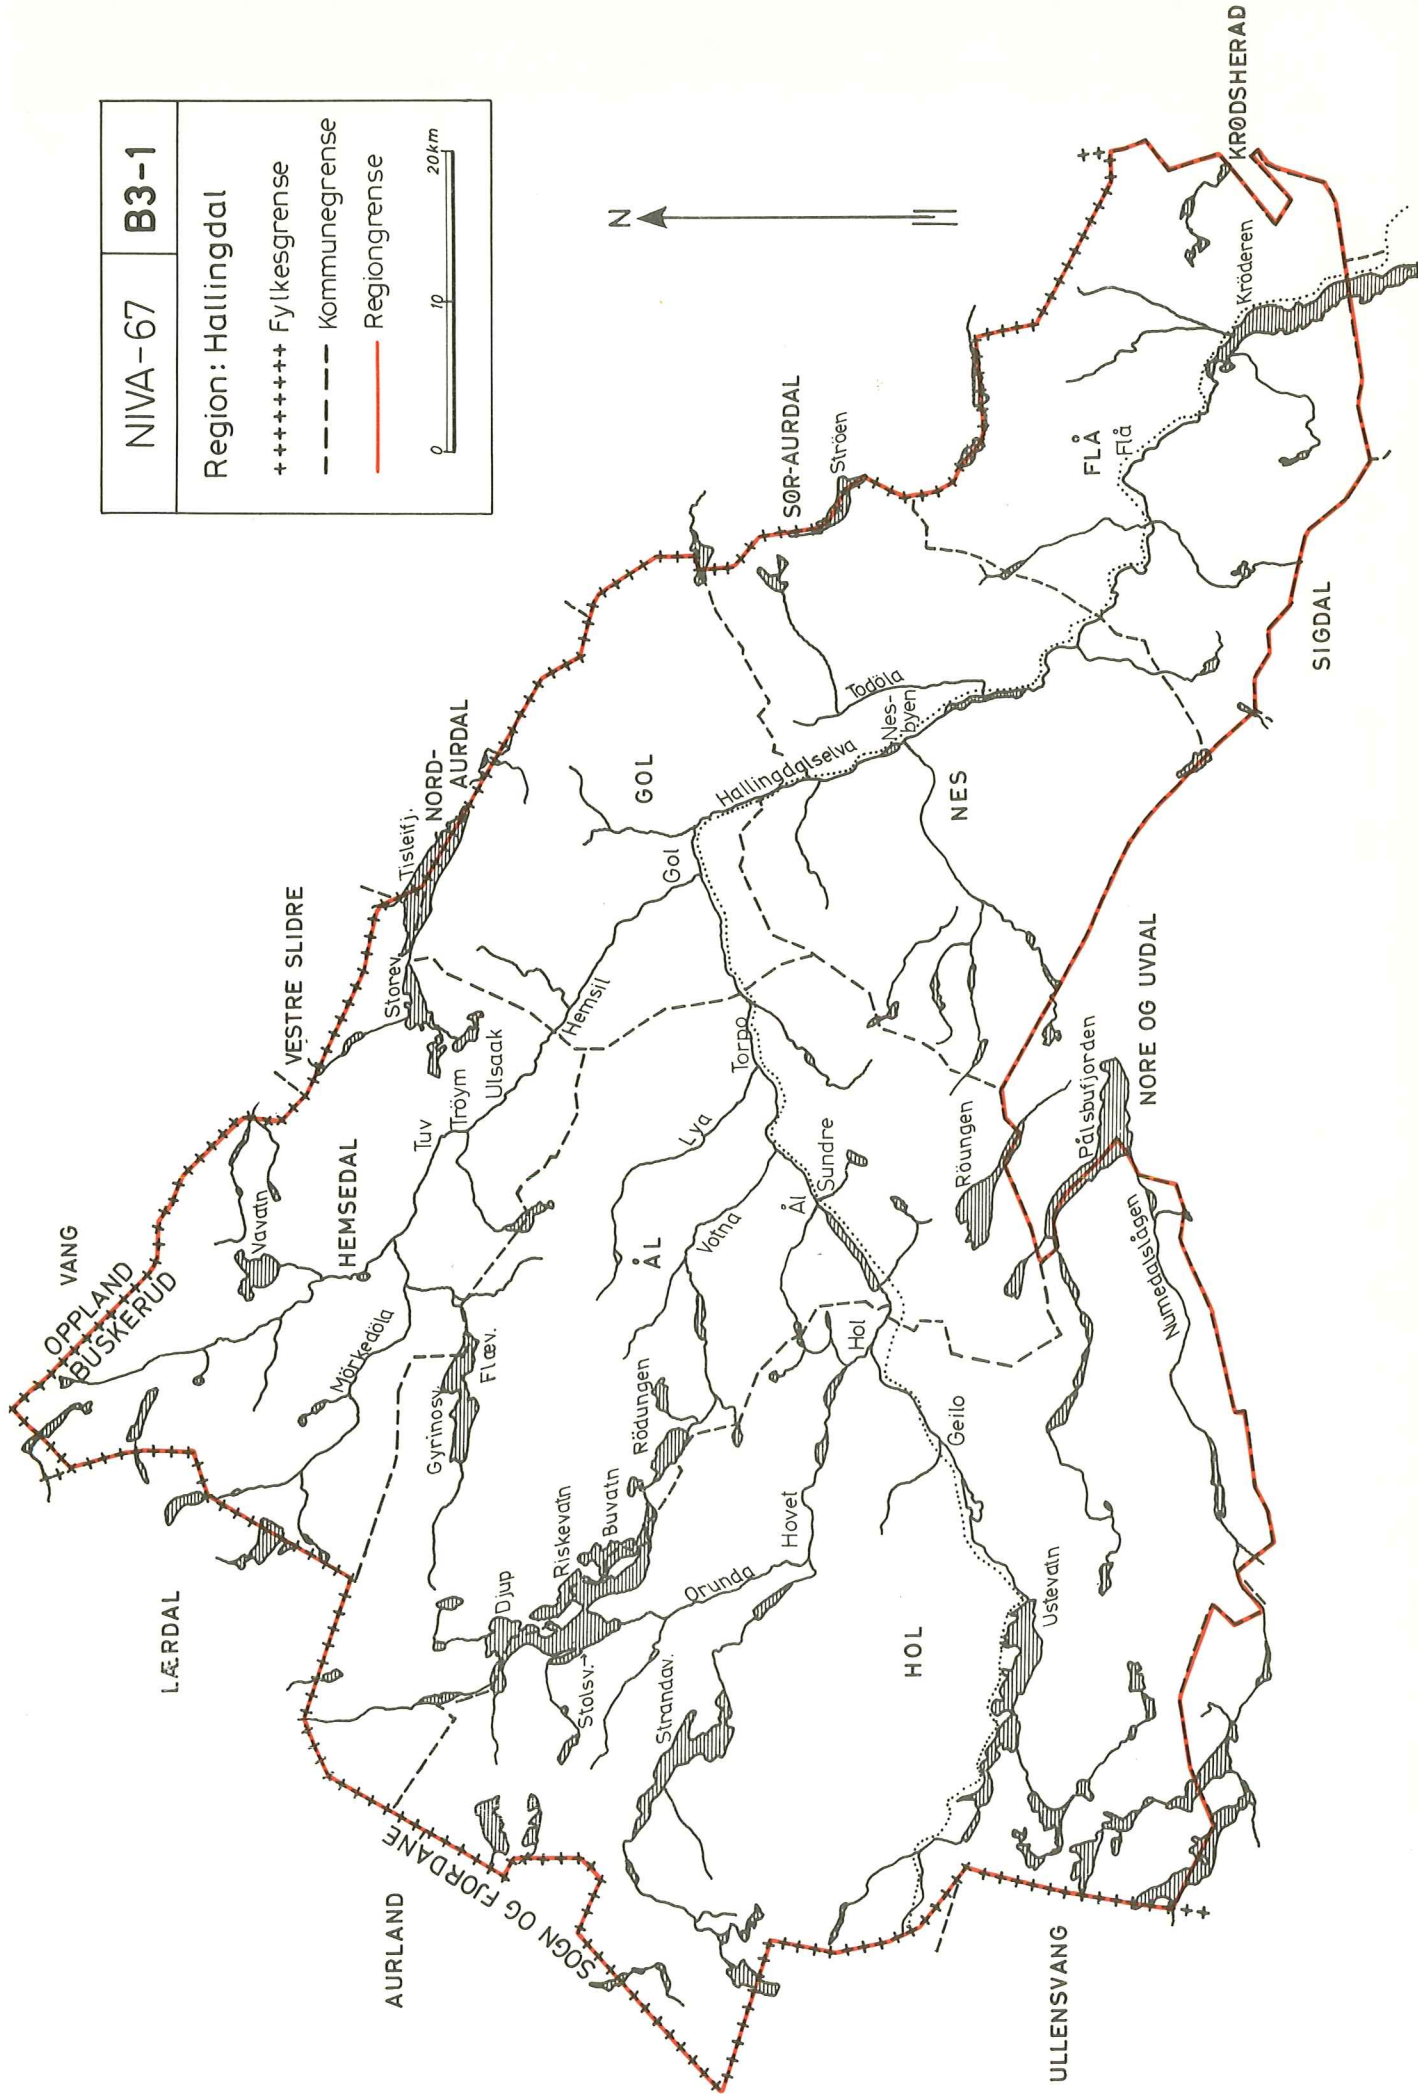 NIVA-67
B3-1
Region: Hallingdal
+++++++ Fylkesgrense
Kommunegrense
Regiongrense
0
10
20km
N
VANG
OPPLAND
BUSKERUD
VESTRE SLIDRE
NORD-
AURDAL
SØR-AURDAL
KRØDSHERAD
LÆRDAL
HEMSEDAL
GOL
FLÅ
AURLAND
SOGN OG FJORDANE
ÅL
NES
HOL
ULLENSVANG
NORE OG UVDAL
SIGDAL
Vavatn
Mörkedöla
Tuv
Tröym
Ulsaak
Storev.
Tisleifj.
Hemsil
Gol
Gyrinosv.
Flæv.
Djup
Riskevatn
Buvatn
Rödungen
Stolsv.→
Strandav.
Örunda
Hovet
Votna
Lya
Torpo
Ål
Sundre
Hol
Geilo
Ustevatn
Röungen
Pålsbufjorden
Numedalslågen
Hallingdalselva
Todöla
Nes-
byen
Ströen
Flå
Kröderen